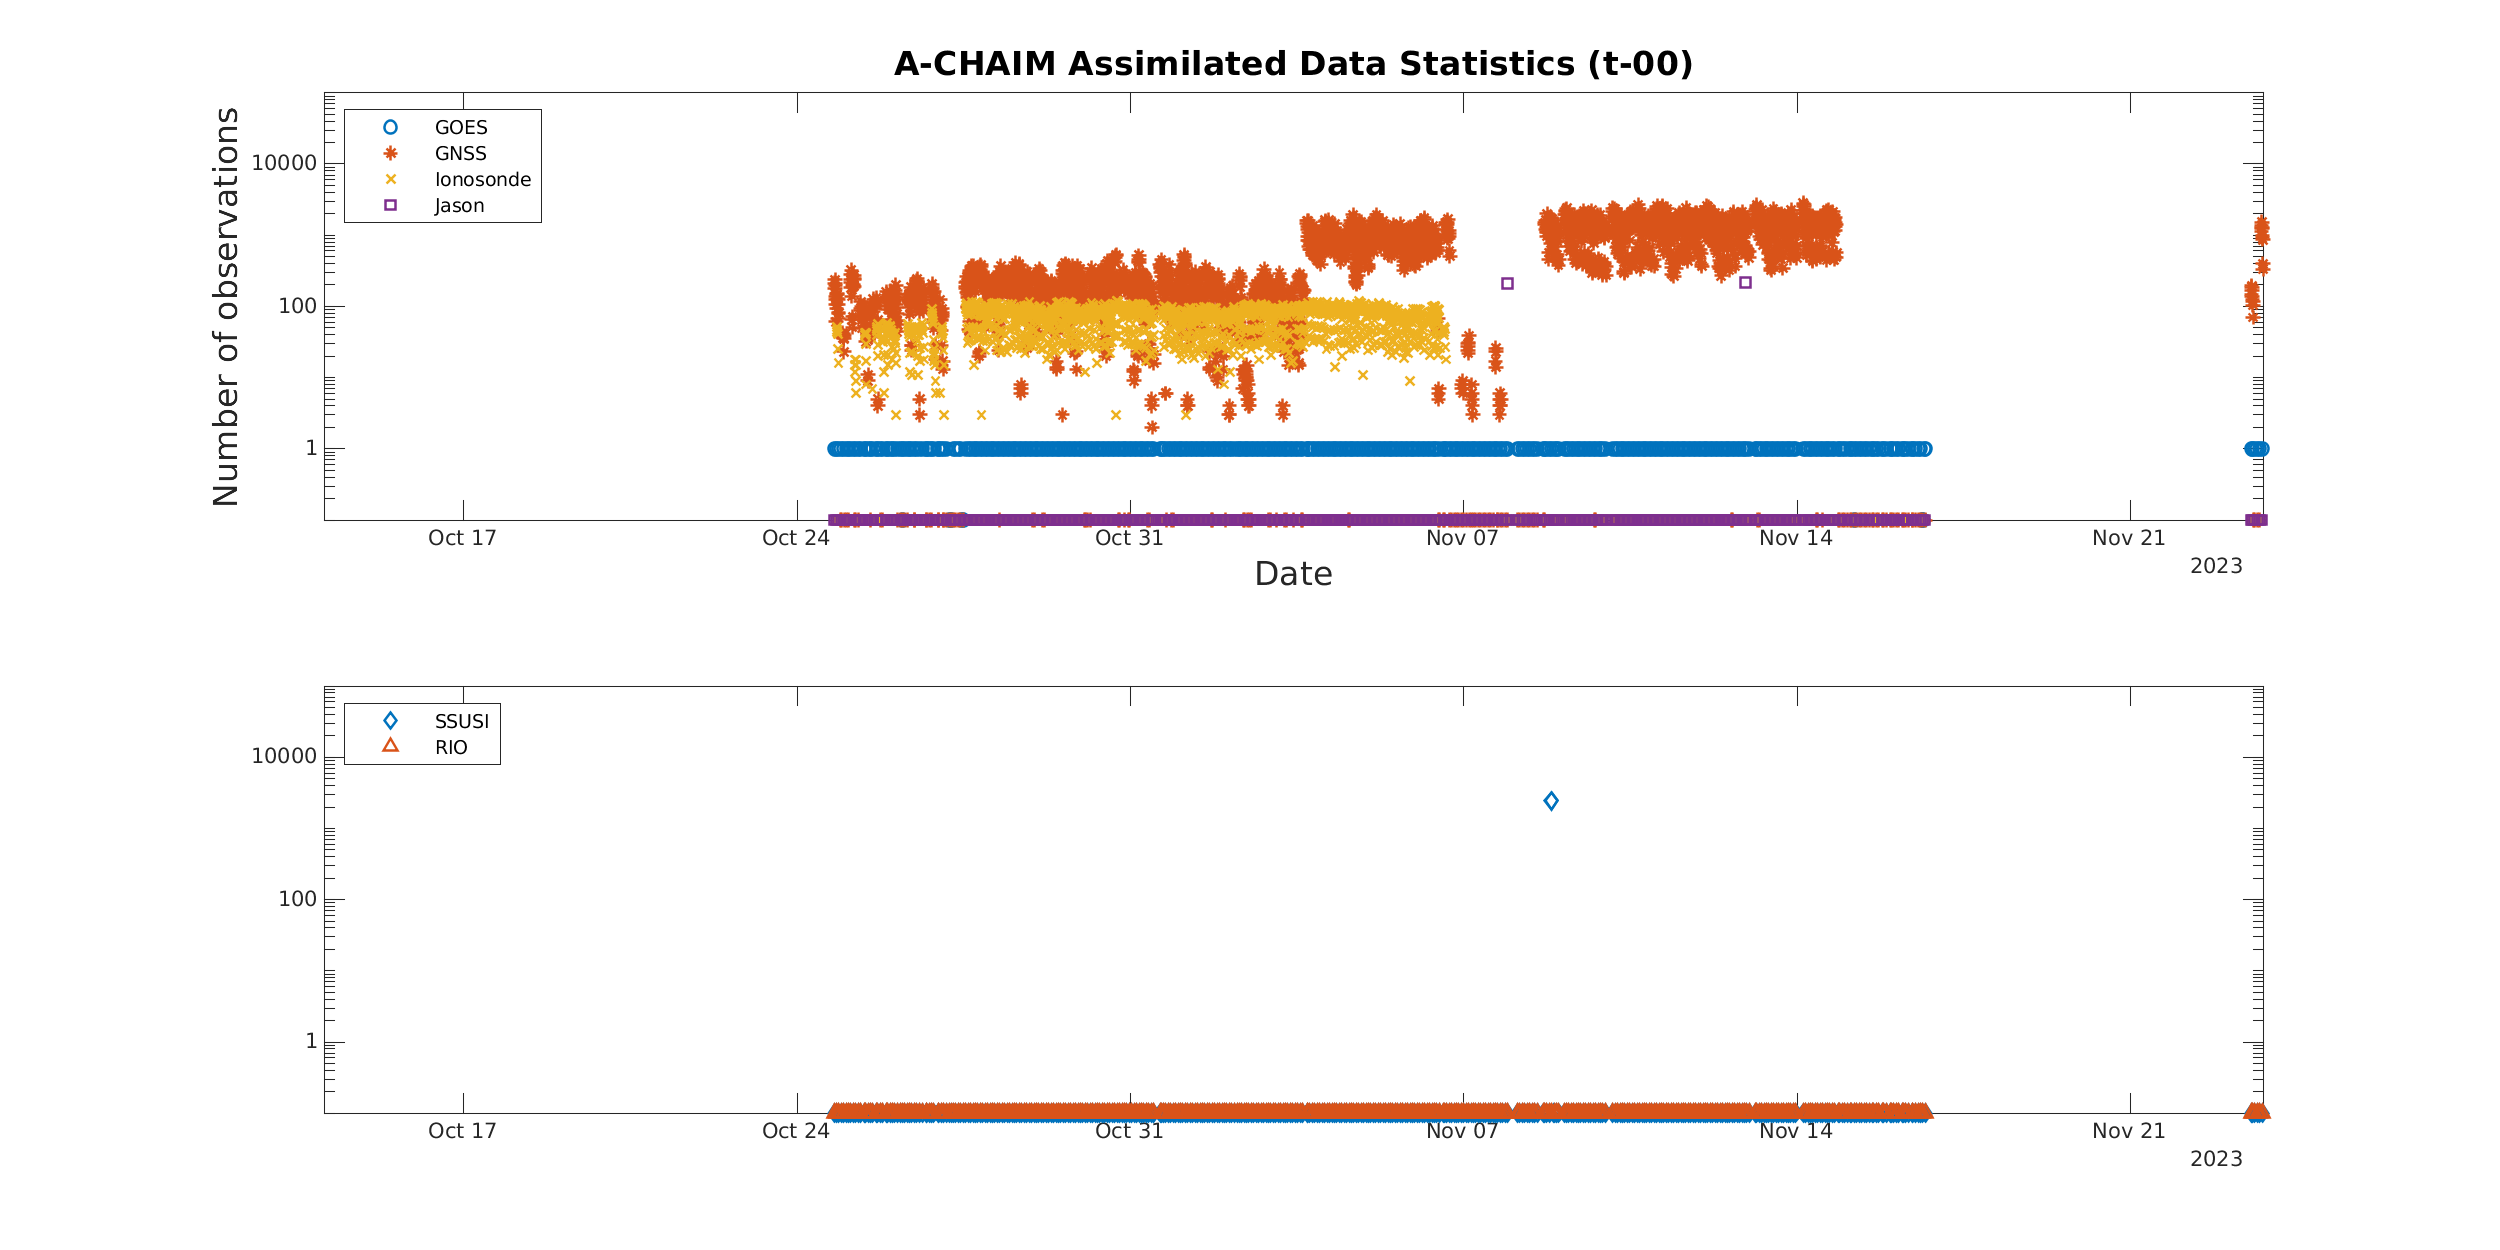 A-CHAIM Assimilated Data Statistics (t-00)
Number of observations
GOES
GNSS
Ionosonde
Jason
10000
100
1
Oct 17
Oct 24
Oct 31
Nov 07
Nov 14
Nov 21
2023
Date
SSUSI
RIO
10000
100
1
Oct 17
Oct 24
Oct 31
Nov 07
Nov 14
Nov 21
2023